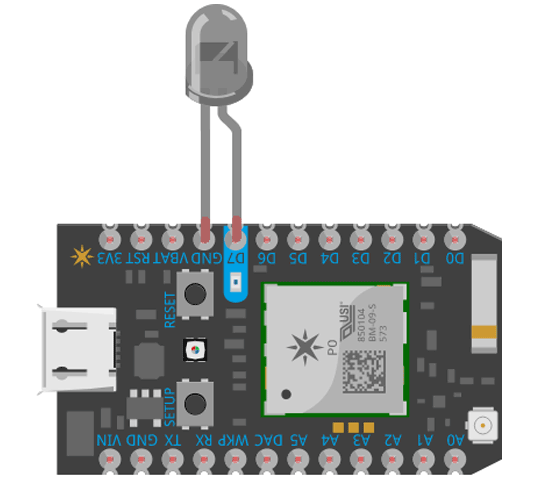 3V3 RST VBAT GND D7 D6 D5 D4 D3 D2 D1 D0
RESET
SETUP
P0
USI
850104
BM-09-S
573
VIN GND TX RX WKP DAC A5 A4 A3 A2 A1 A0